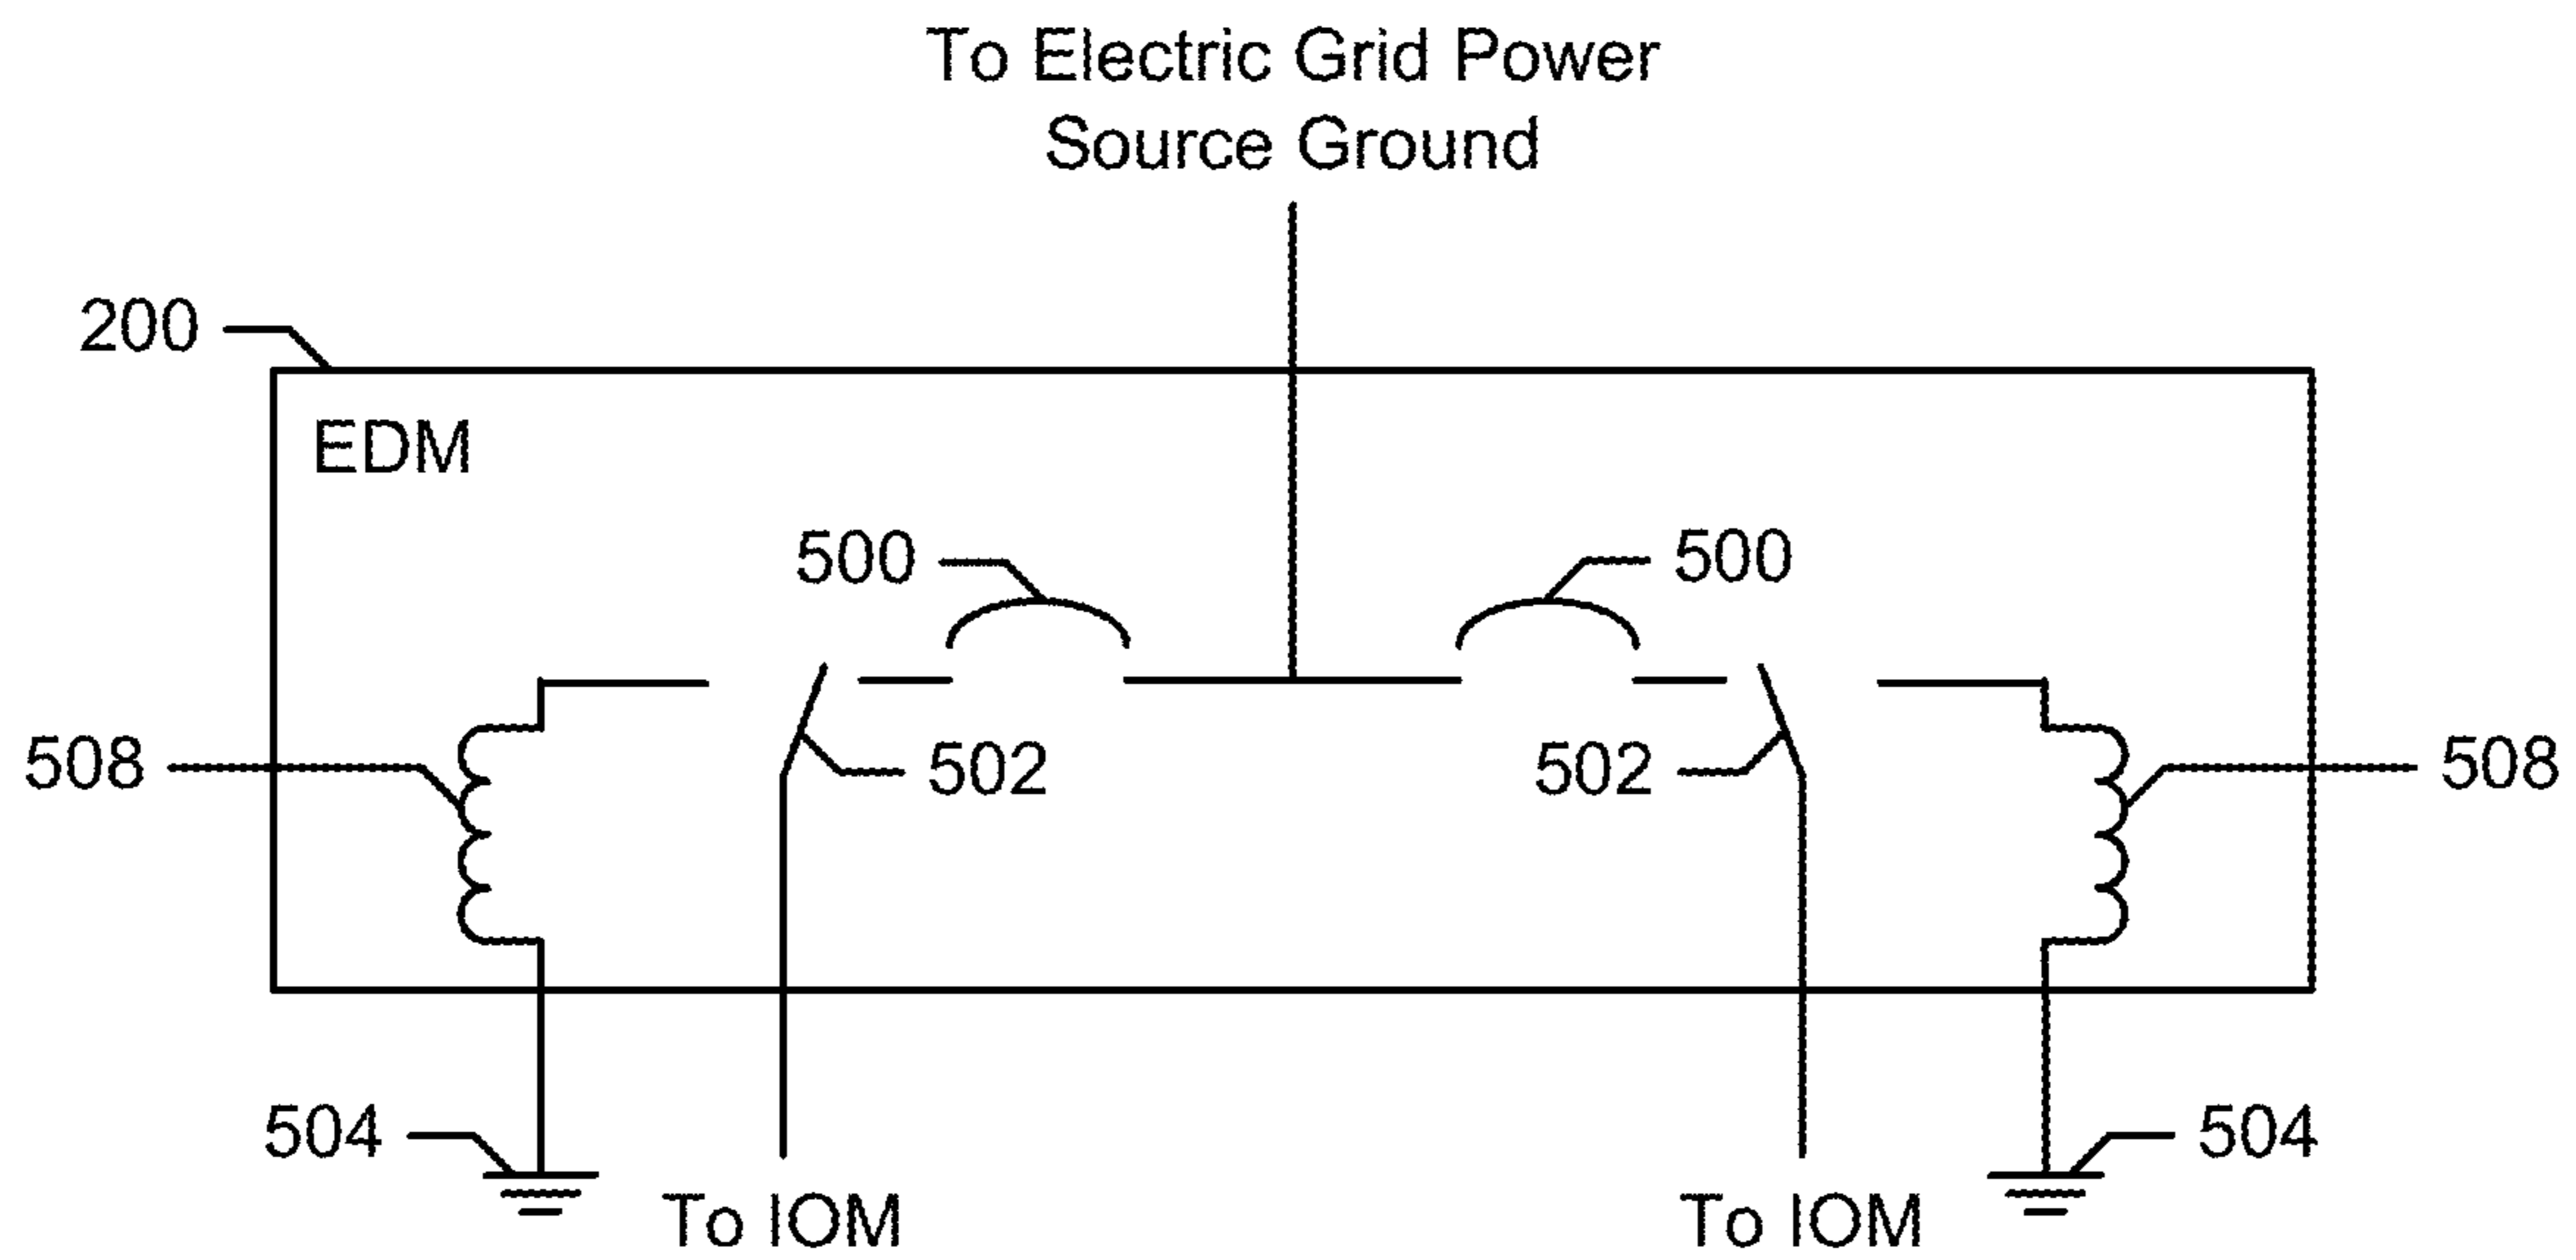 To Electric Grid Power
Source Ground
200
EDM
500
500
502
502
508
508
504
504
To IOM
To IOM